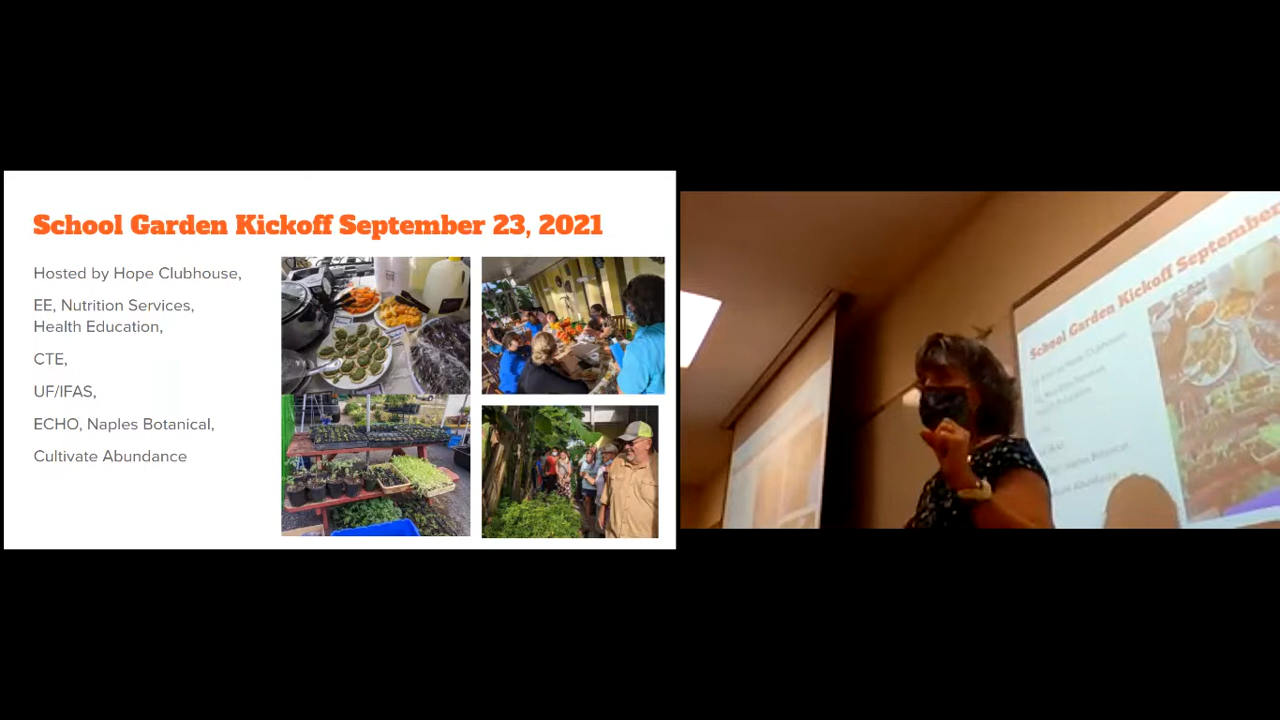 School Garden Kickoff September 23, 2021
Hosted by Hope Clubhouse,
EE, Nutrition Services,
Health Education,
CTE,
UF/IFAS,
ECHO, Naples Botanical,
Cultivate Abundance
School Garden Kickoff September